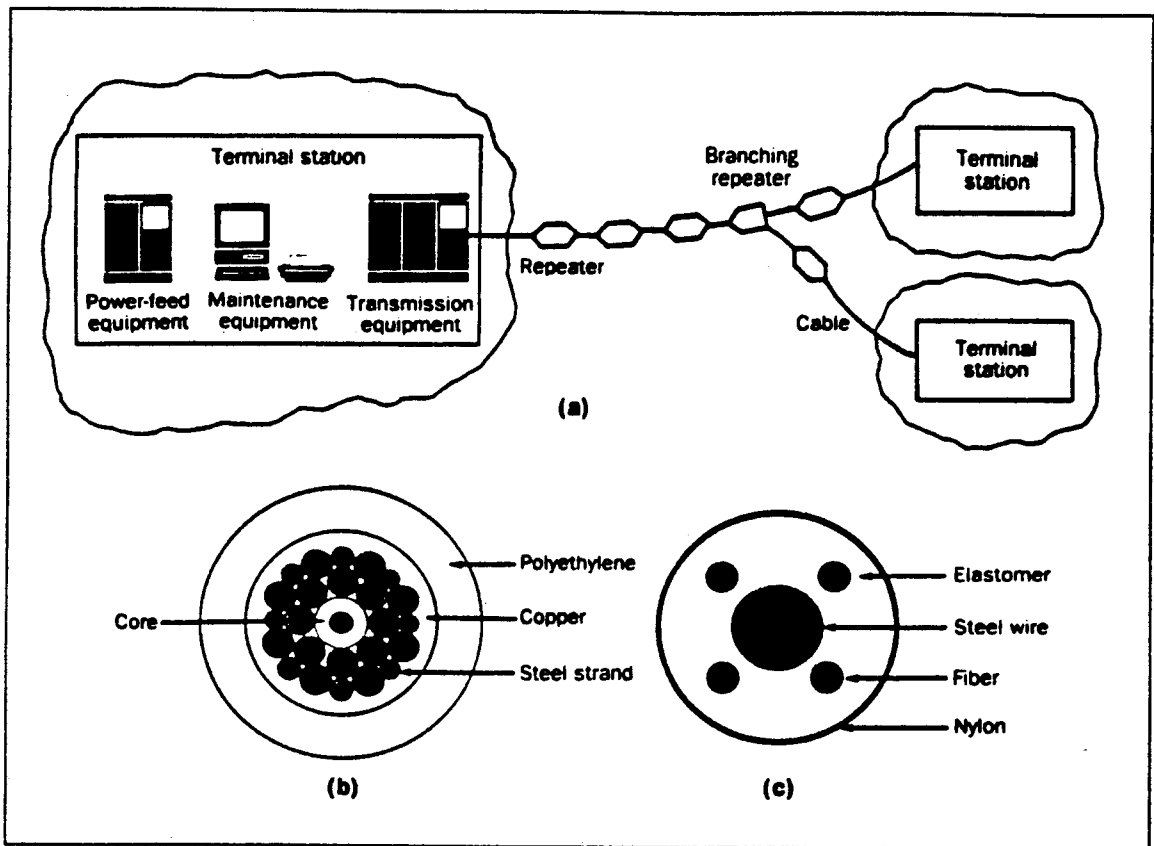 Terminal station
Power-feed
equipment
Maintenance
equipment
Transmission
equipment
Repeater
Branching
repeater
Cable
Terminal
station
Terminal
station
(a)
Core
Polyethylene
Copper
Steel strand
(b)
Elastomer
Steel wire
Fiber
Nylon
(c)